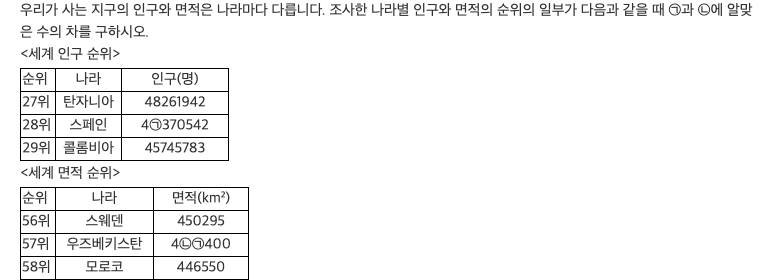 우리가 사는 지구의 인구와 면적은 나라마다 다릅니다. 조사한 나라별 인구와 면적의 순위의 일부가 다음과 같을 때 ㉠과 ㉡에 알맞
은 수의 차를 구하시오.
<세계 인구 순위>
순위 나라 인구(명)
27위 탄자니아 48261942
28위 스페인 4㉠370542
29위 콜롬비아 45745783
<세계 면적 순위>
순위 나라 면적(km²)
56위 스웨덴 450295
57위 우즈베키스탄 4㉡㉠400
58위 모로코 446550